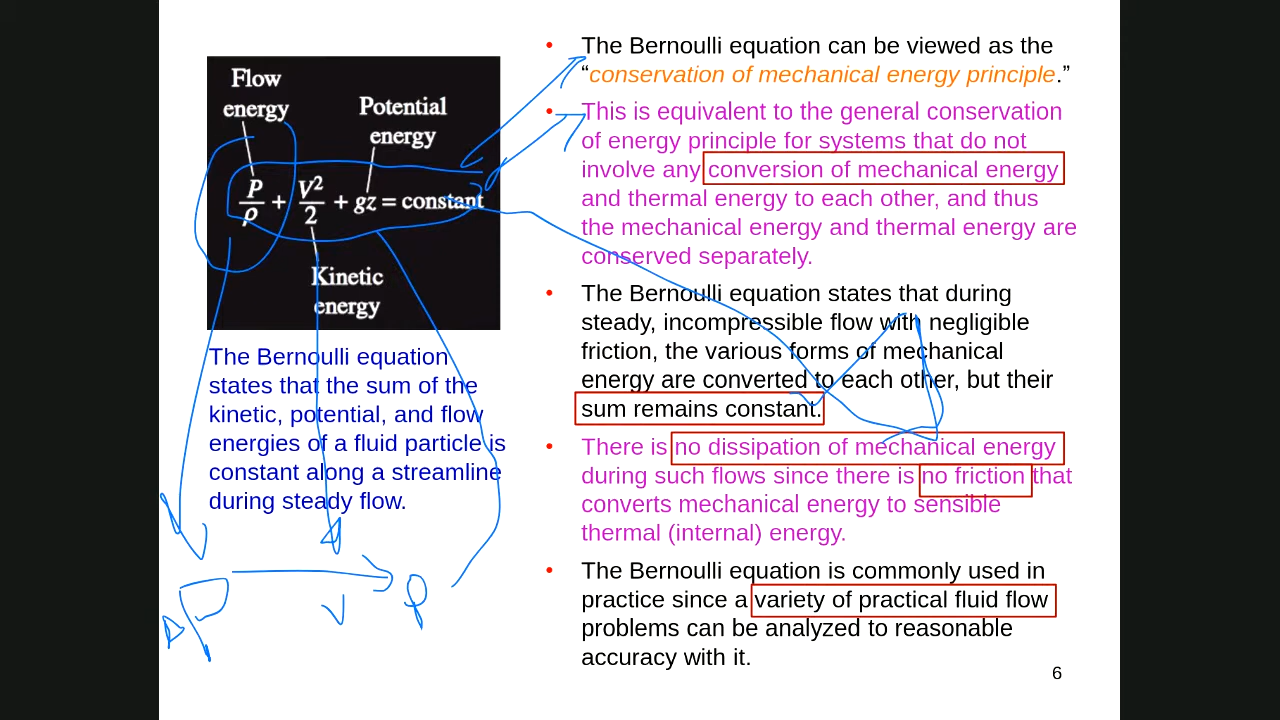 Flow
energy
Potential
energy
P/ρ + V²/2 + gz = constant
Kinetic
energy
The Bernoulli equation
states that the sum of the
kinetic, potential, and flow
energies of a fluid particle is
constant along a streamline
during steady flow.
• The Bernoulli equation can be viewed as the
“conservation of mechanical energy principle.”
• This is equivalent to the general conservation
of energy principle for systems that do not
involve any conversion of mechanical energy
and thermal energy to each other, and thus
the mechanical energy and thermal energy are
conserved separately.
• The Bernoulli equation states that during
steady, incompressible flow with negligible
friction, the various forms of mechanical
energy are converted to each other, but their
sum remains constant.
• There is no dissipation of mechanical energy
during such flows since there is no friction that
converts mechanical energy to sensible
thermal (internal) energy.
• The Bernoulli equation is commonly used in
practice since a variety of practical fluid flow
problems can be analyzed to reasonable
accuracy with it.
6